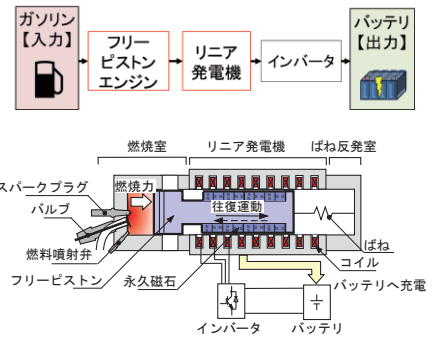 ガソリン
【入力】
フリー
ピストン
エンジン
リニア
発電機
インバータ
バッテリ
【出力】
燃焼室
リニア発電機
ばね反発室
スパークプラグ
燃焼力
バルブ
往復運動
燃料噴射弁
ばね
フリーピストン
永久磁石
コイル
バッテリへ充電
インバータ
バッテリ